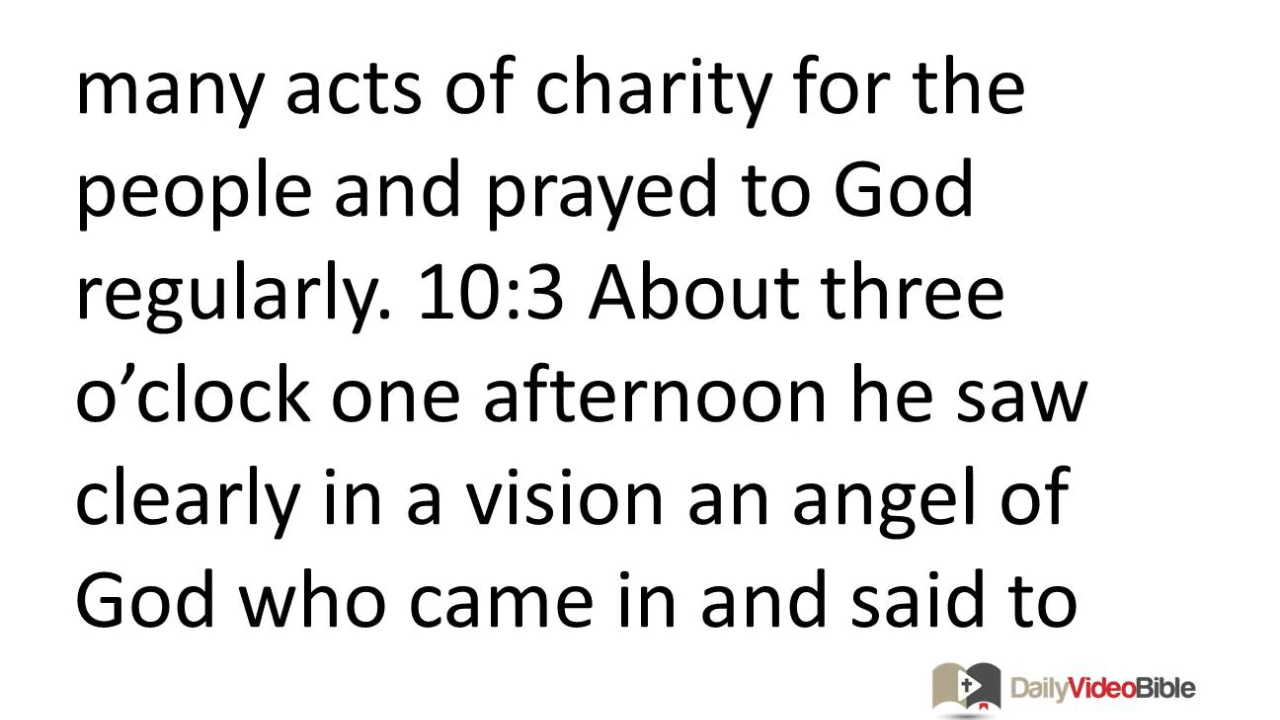 many acts of charity for the
people and prayed to God
regularly. 10:3 About three
o’clock one afternoon he saw
clearly in a vision an angel of
God who came in and said to
DailyVideoBible